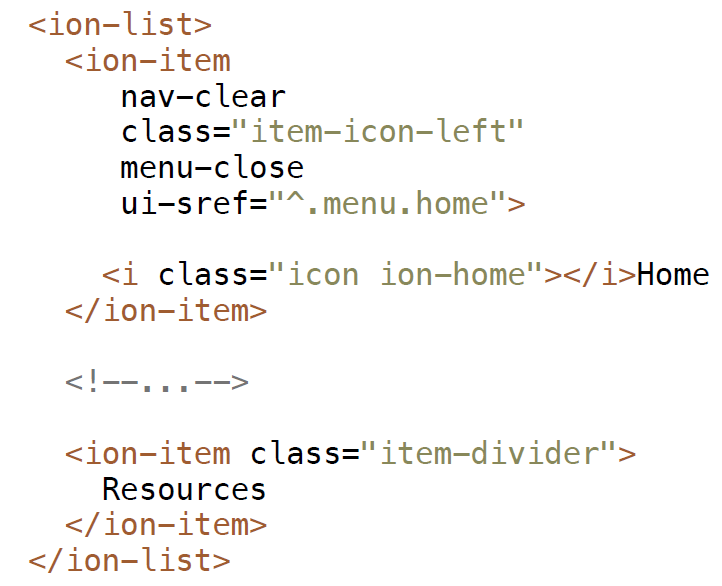 <ion-list>
  <ion-item
     nav-clear
     class="item-icon-left"
     menu-close
     ui-sref="^.menu.home">

    <i class="icon ion-home"></i>Home
  </ion-item>

  <!--...-->

  <ion-item class="item-divider">
    Resources
  </ion-item>
</ion-list>